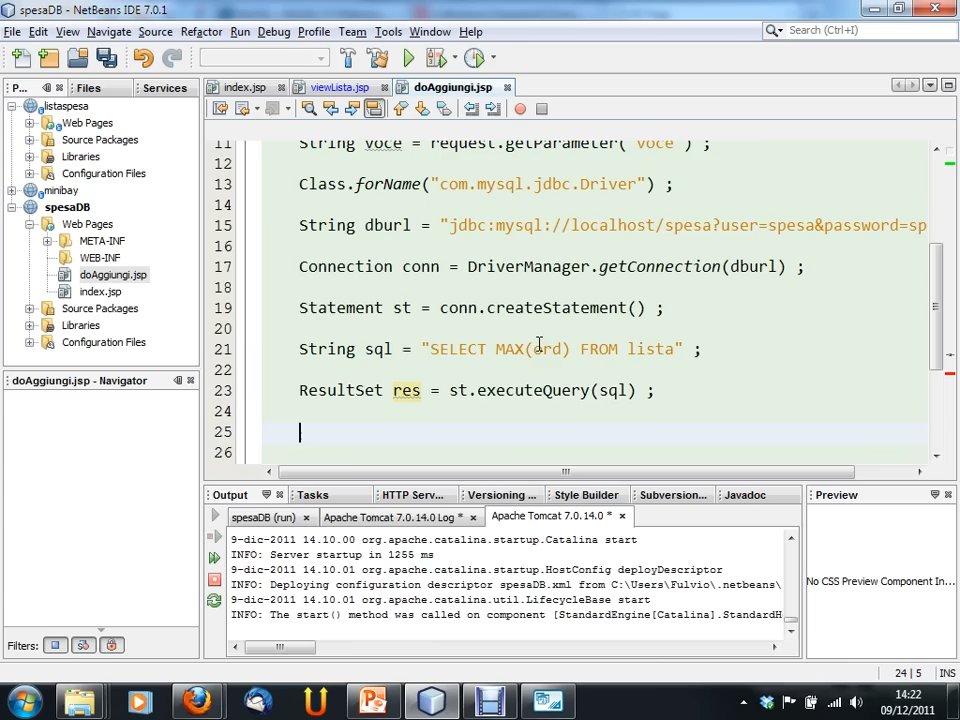 spesaDB - NetBeans IDE 7.0.1
File Edit View Navigate Source Refactor Run Debug Profile Team Tools Window Help
Search (Ctrl+I)
P... Files Services
index.jsp viewLista.jsp doAggiungi.jsp
listaspesa
Web Pages
Source Packages
Libraries
Configuration Files
minibay
spesaDB
Web Pages
META-INF
WEB-INF
doAggiungi.jsp
index.jsp
Source Packages
Libraries
Configuration Files
11 String voce = request.getParameter("voce") ;
12
13 Class.forName("com.mysql.jdbc.Driver") ;
14
15 String dburl = "jdbc:mysql://localhost/spesa?user=spesa&password=sp
16
17 Connection conn = DriverManager.getConnection(dburl) ;
18
19 Statement st = conn.createStatement() ;
20
21 String sql = "SELECT MAX(ord) FROM lista" ;
22
23 ResultSet res = st.executeQuery(sql) ;
24
25
26
doAggiungi.jsp - Navigator
Filters:
Output Tasks HTTP Serv... Versioning ... Style Builder Subversion... Javadoc
spesaDB (run) Apache Tomcat 7.0.14.0 Log * Apache Tomcat 7.0.14.0 *
9-dic-2011 14.10.00 org.apache.catalina.startup.Catalina start
INFO: Server startup in 1255 ms
9-dic-2011 14.10.01 org.apache.catalina.startup.HostConfig deployDescriptor
INFO: Deploying configuration descriptor spesaDB.xml from C:\Users\Fulvio\.netbeans\
9-dic-2011 14.10.01 org.apache.catalina.util.LifecycleBase start
INFO: The start() method was called on component [StandardEngine[Catalina].StandardH
Preview
No CSS Preview Component In...
24 | 5 INS
14:22
09/12/2011